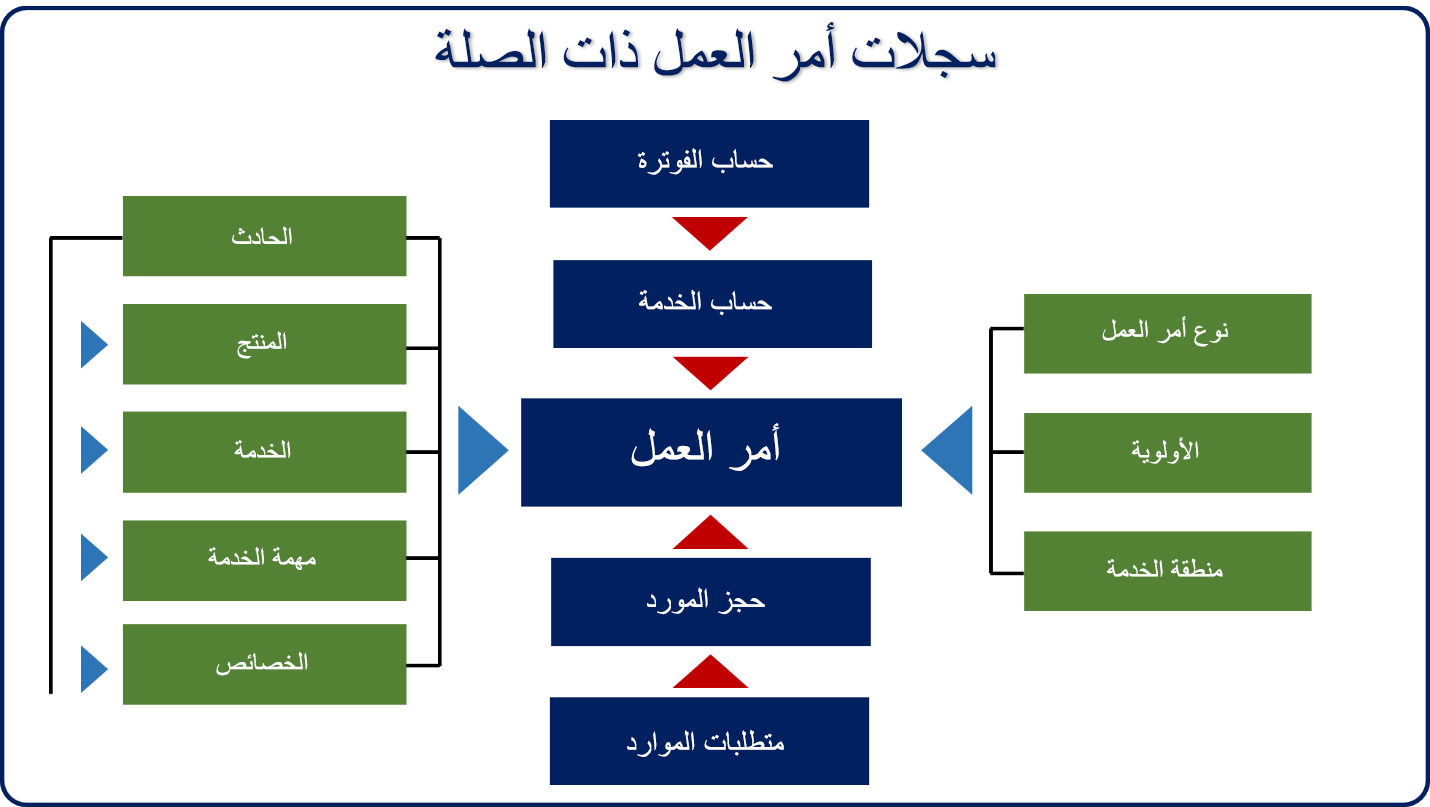 سجلات أمر العمل ذات الصلة
حساب الفوترة
حساب الخدمة
أمر العمل
حجز المورد
متطلبات الموارد
نوع أمر العمل
الأولوية
منطقة الخدمة
الحادث
المنتج
الخدمة
مهمة الخدمة
الخصائص